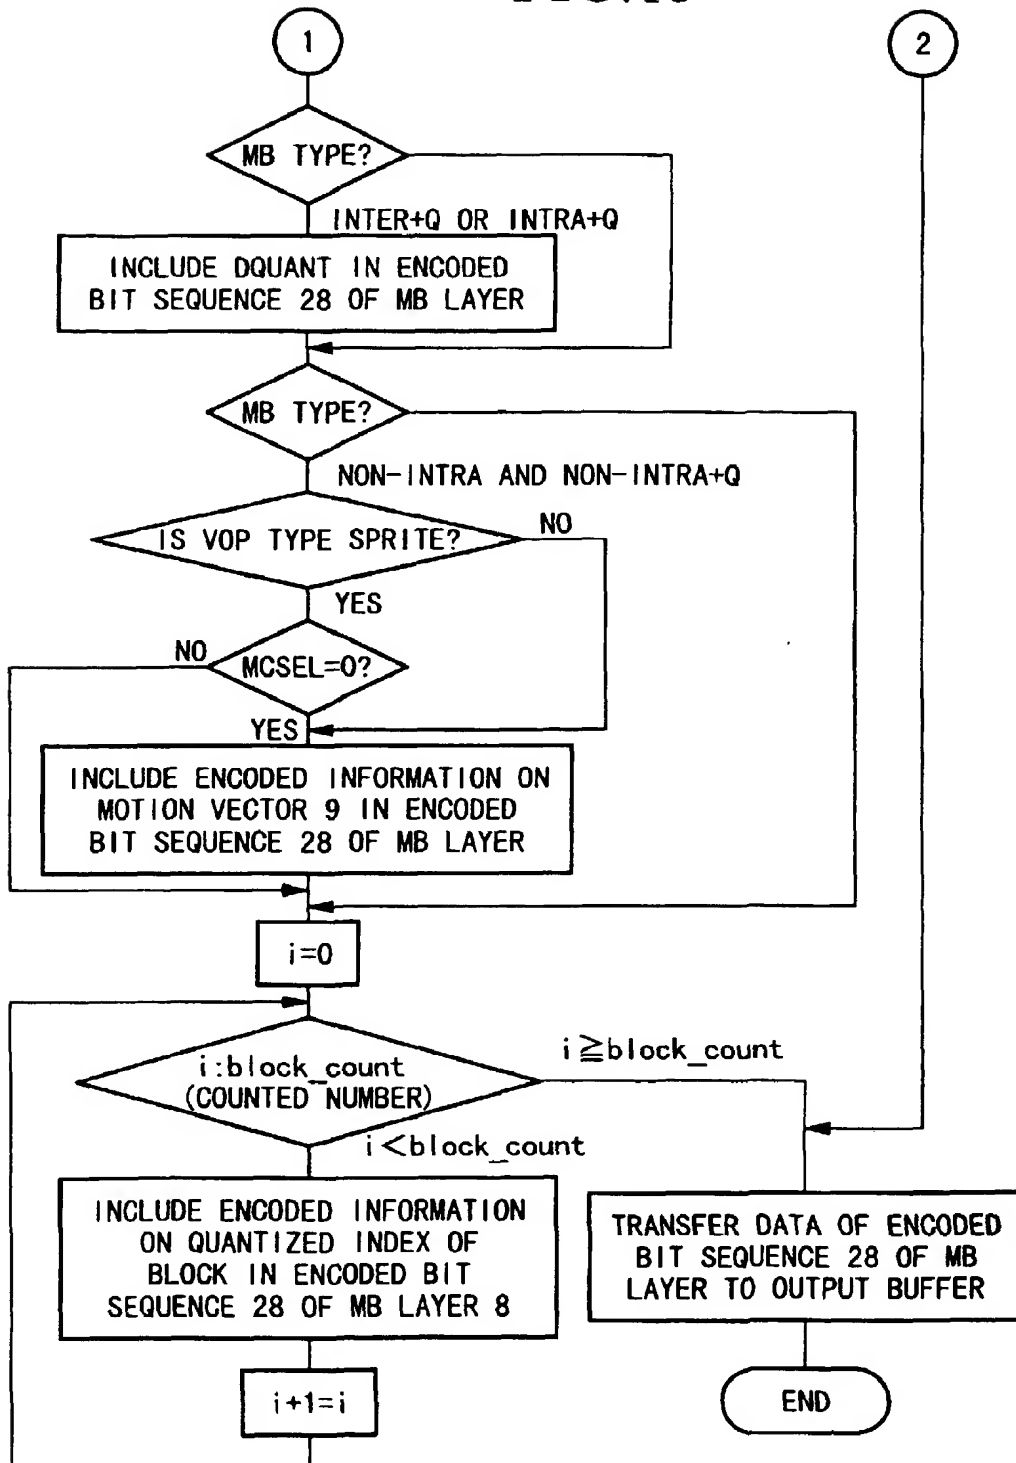 1
2
MB TYPE?
INTER+Q OR INTRA+Q
INCLUDE DQUANT IN ENCODED
BIT SEQUENCE 28 OF MB LAYER
MB TYPE?
NON-INTRA AND NON-INTRA+Q
IS VOP TYPE SPRITE?
NO
YES
NO
MCSEL=0?
YES
INCLUDE ENCODED INFORMATION ON
MOTION VECTOR 9 IN ENCODED
BIT SEQUENCE 28 OF MB LAYER
i=0
i≧block_count
i:block_count
(COUNTED NUMBER)
i<block_count
INCLUDE ENCODED INFORMATION
ON QUANTIZED INDEX OF
BLOCK IN ENCODED BIT
SEQUENCE 28 OF MB LAYER 8
TRANSFER DATA OF ENCODED
BIT SEQUENCE 28 OF MB
LAYER TO OUTPUT BUFFER
i+1=i
END